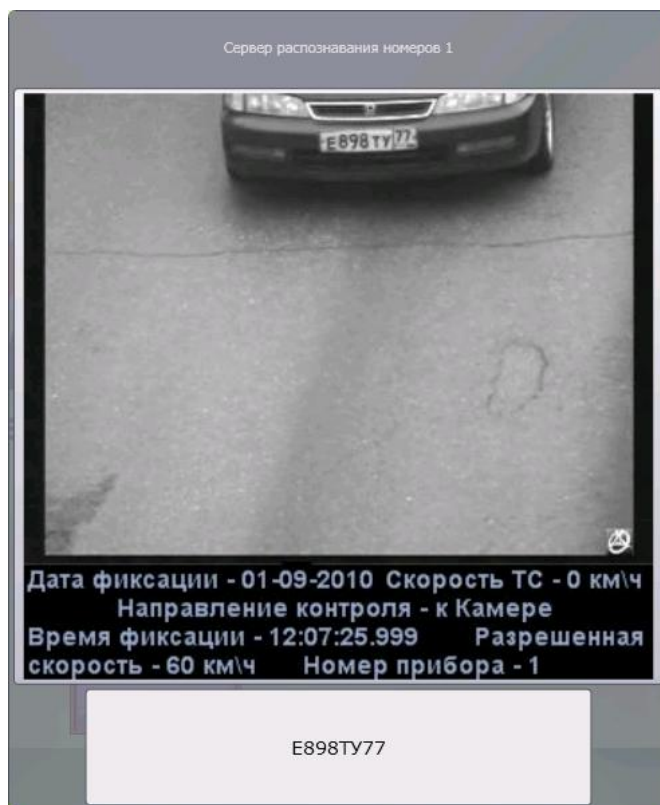 Сервер распознавания номеров 1
Е898ТУ77
Дата фиксации - 01-09-2010 Скорость ТС - 0 км\ч
Направление контроля - к Камере
Время фиксации - 12:07:25.999 Разрешенная
скорость - 60 км\ч Номер прибора - 1
Е898ТУ77